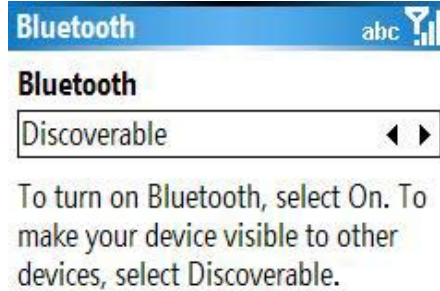 Bluetooth abc
Bluetooth
Discoverable
To turn on Bluetooth, select On. To
make your device visible to other
devices, select Discoverable.